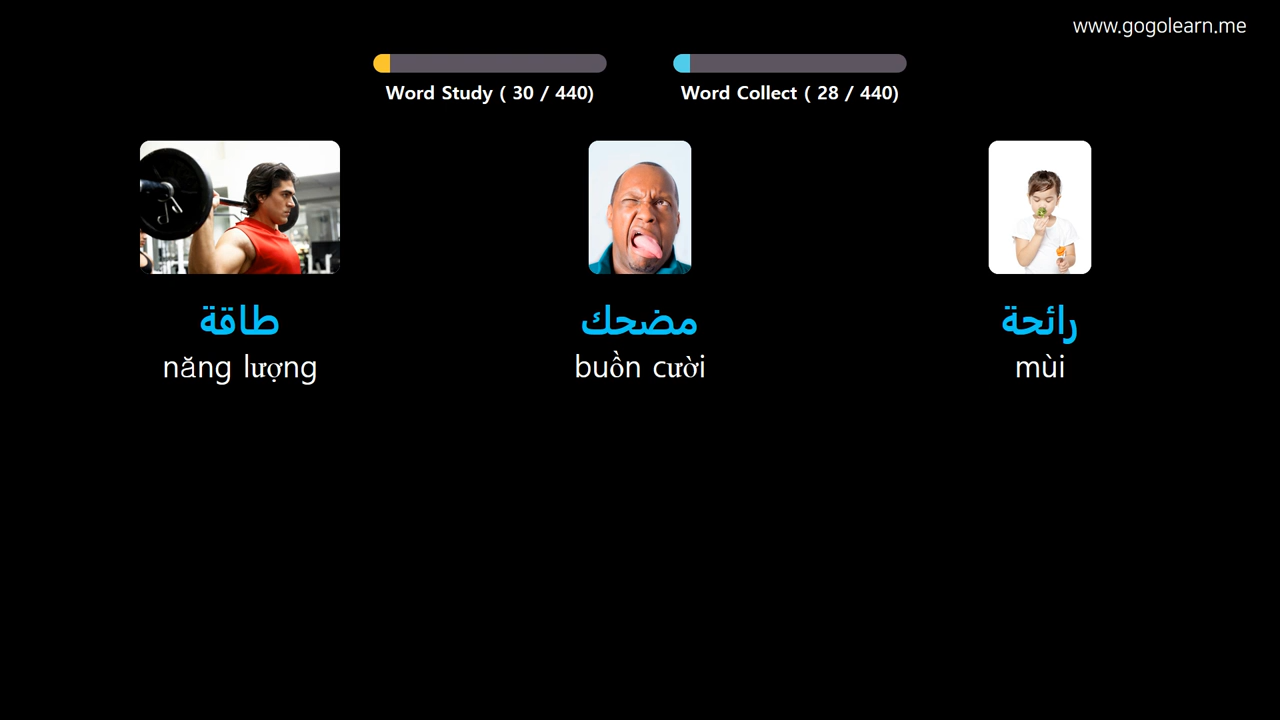 www.gogolearn.me
Word Study ( 30 / 440)
Word Collect ( 28 / 440)
طاقة
năng lượng
مضحك
buồn cười
رائحة
mùi